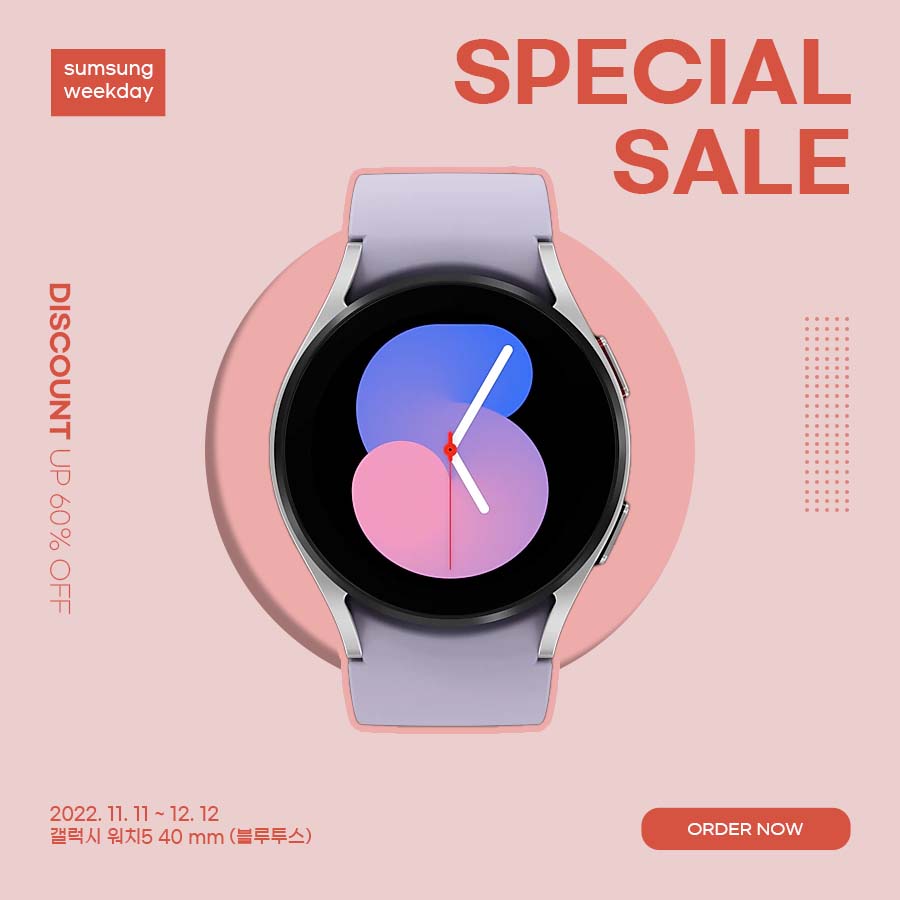 sumsung
weekday
SPECIAL
SALE
DISCOUNT UP 60% OFF
2022. 11. 11 ~ 12. 12
갤럭시 워치5 40 mm (블루투스)
ORDER NOW